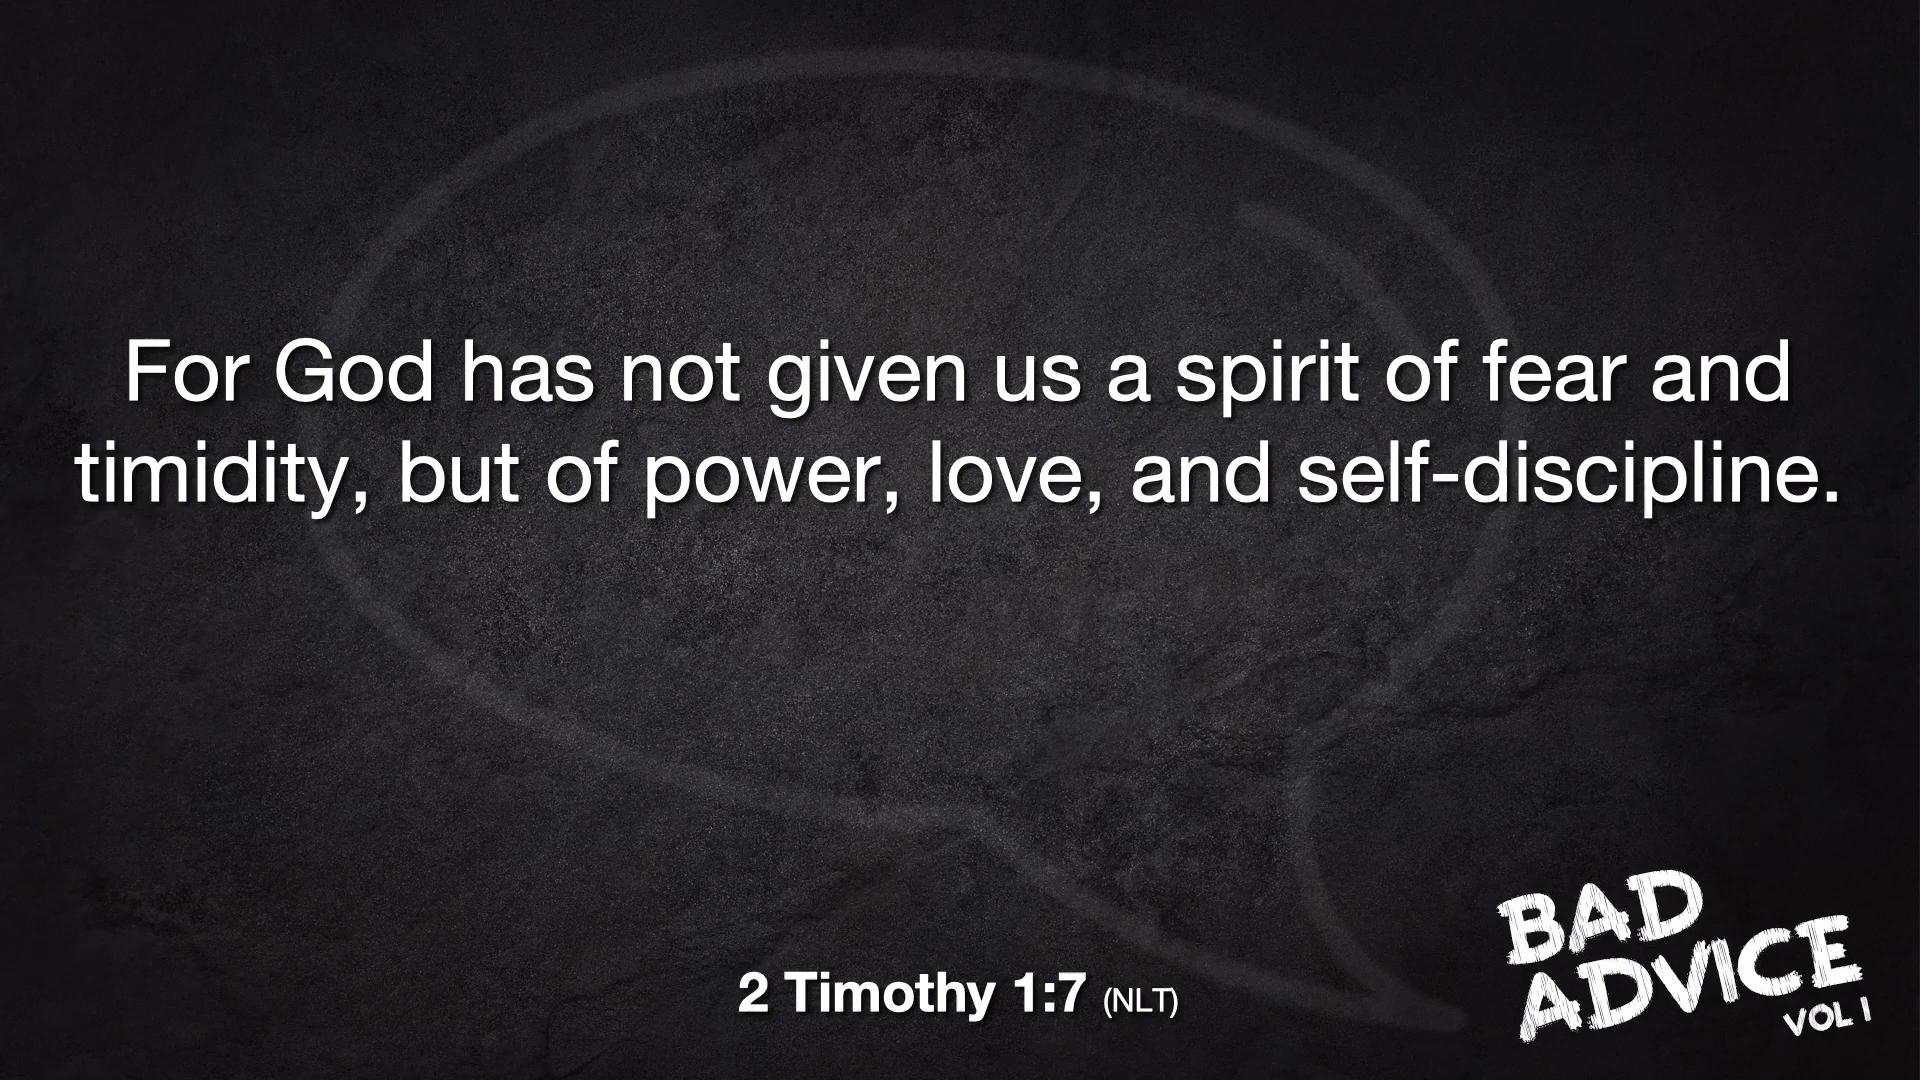 For God has not given us a spirit of fear and
timidity, but of power, love, and self-discipline.
2 Timothy 1:7 (NLT)
BAD
ADVICE
VOL 1